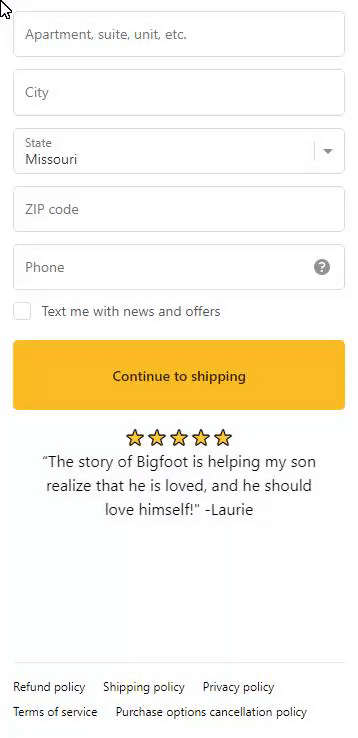 Apartment, suite, unit, etc.
City
State
Missouri
ZIP code
Phone
?
Text me with news and offers
Continue to shipping
“The story of Bigfoot is helping my son
realize that he is loved, and he should
love himself!" -Laurie
Refund policy Shipping policy Privacy policy
Terms of service Purchase options cancellation policy